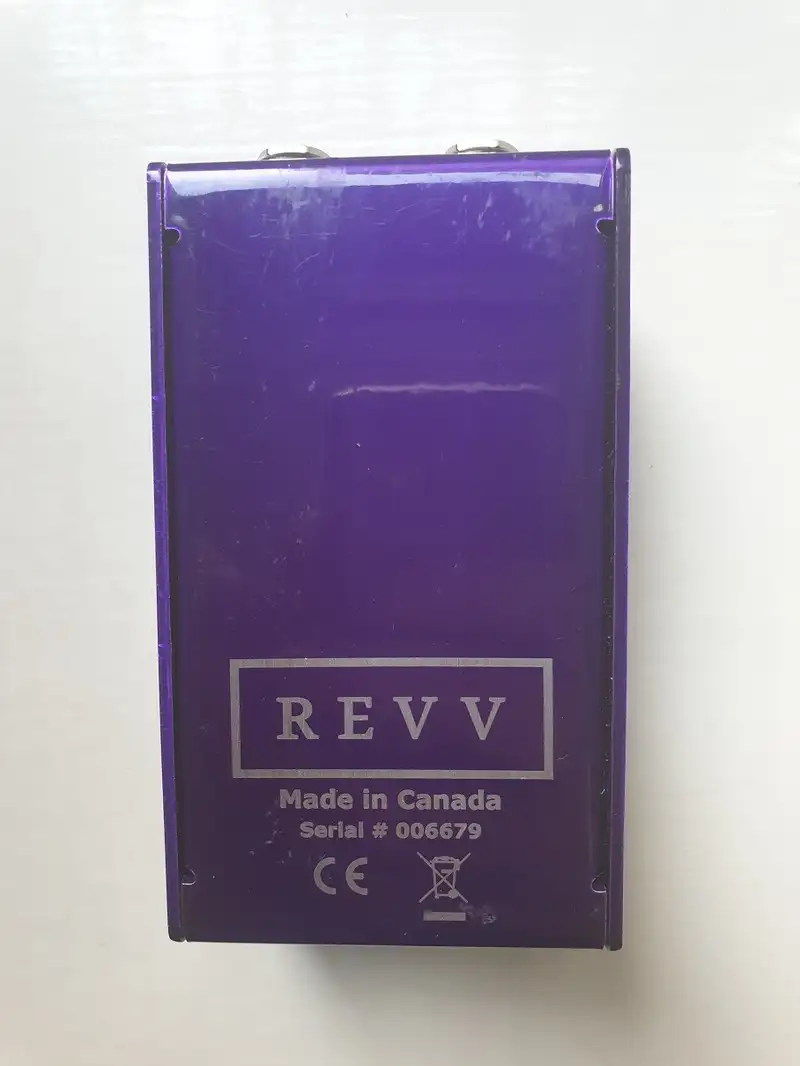 REVV
Made in Canada
Serial # 006679
CE